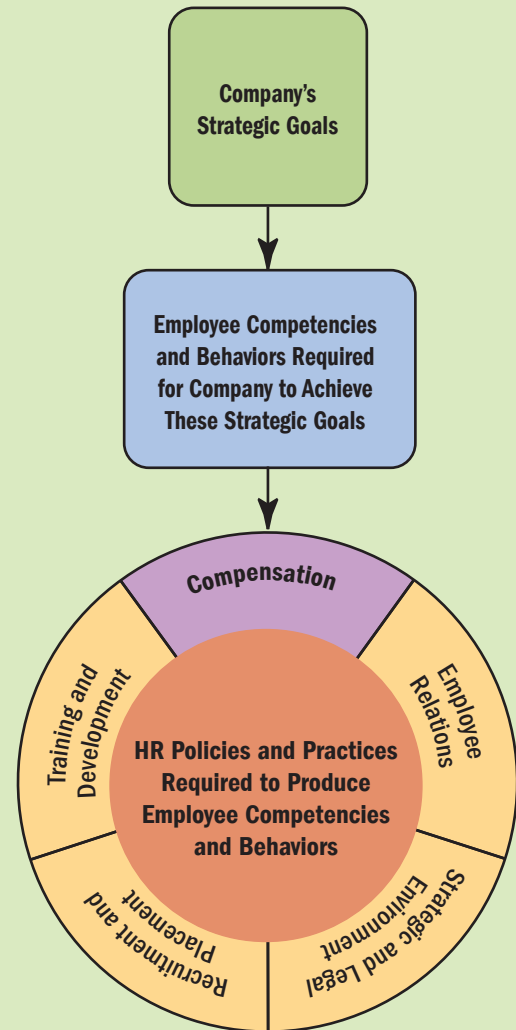 Company's
Strategic Goals
Employee Competencies
and Behaviors Required
for Company to Achieve
These Strategic Goals
Compensation
Training and
Development
Employee
Relations
HR Policies and Practices
Required to Produce
Employee Competencies
and Behaviors
Recruitment and
Placement
Strategic and Legal
Environment